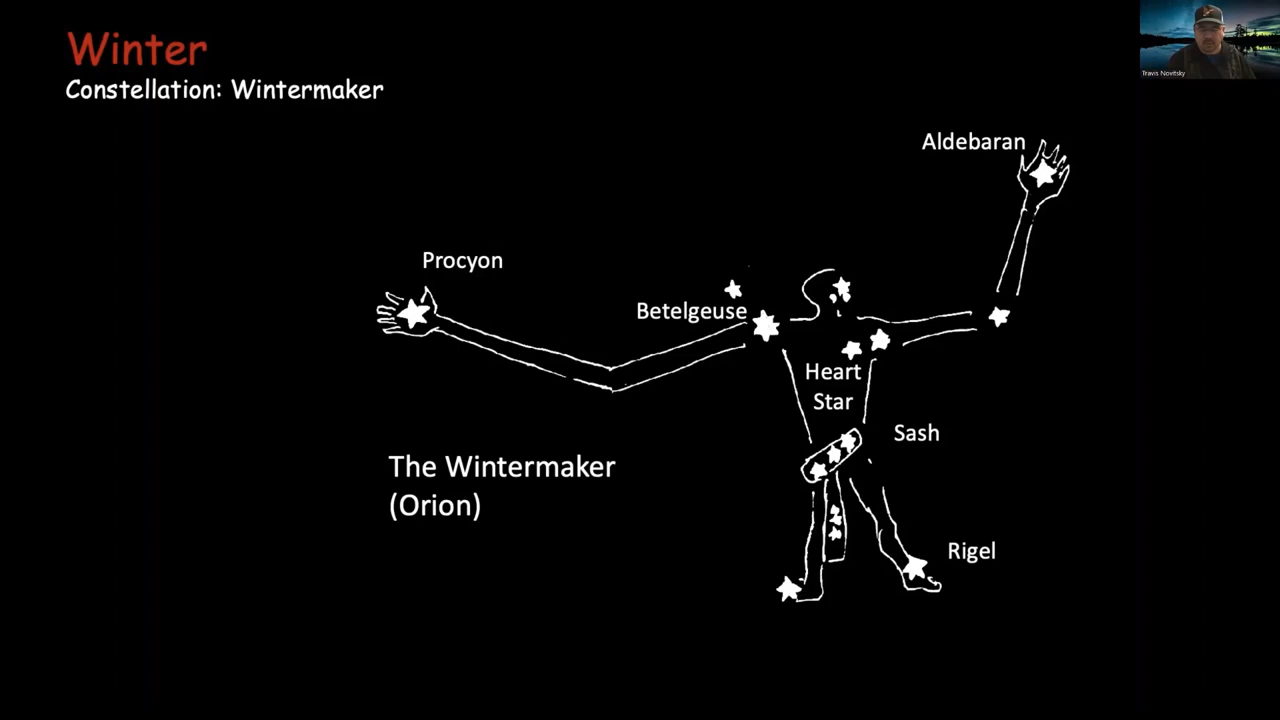 Winter
Constellation: Wintermaker
Travis Novitsky
Aldebaran
Procyon
Betelgeuse
Heart
Star
Sash
The Wintermaker
(Orion)
Rigel